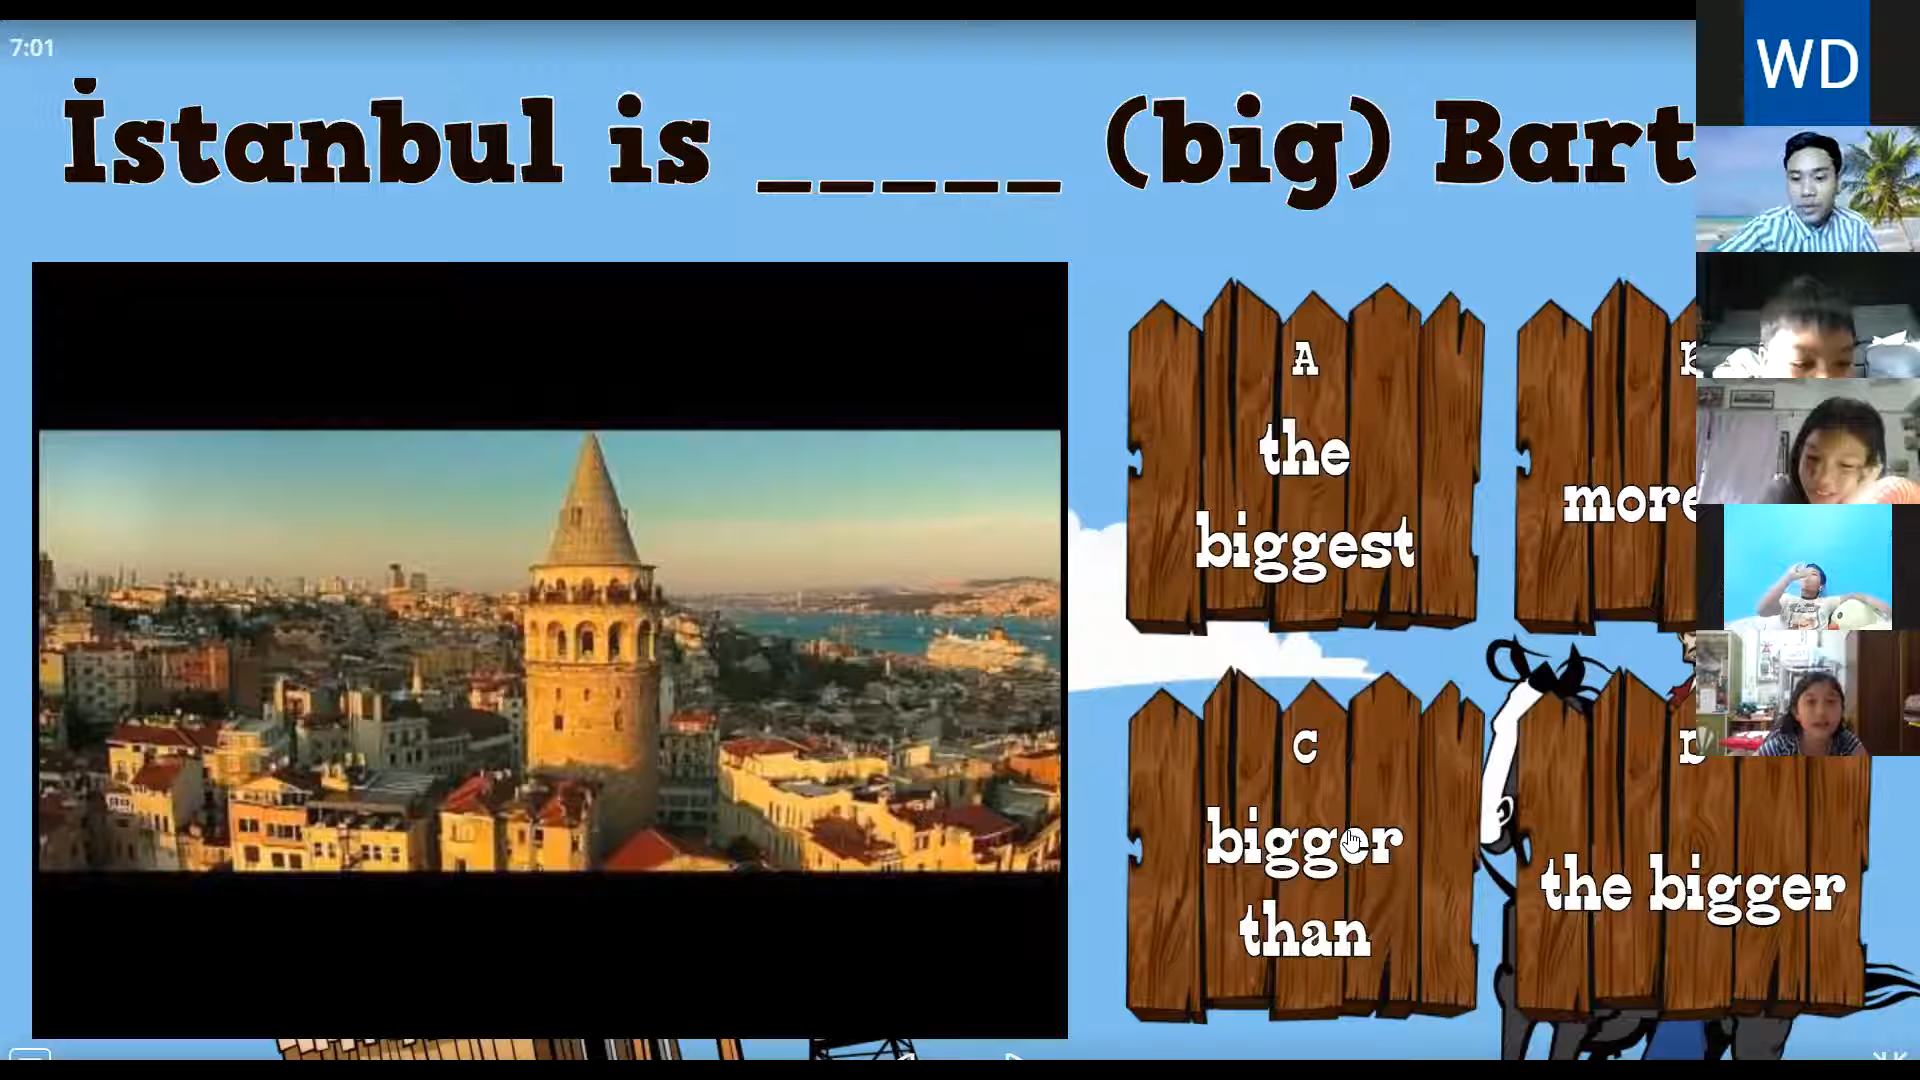 7:01
WD
İstanbul is _____ (big) Bart
A
the
biggest
more
C
bigger
than
the bigger